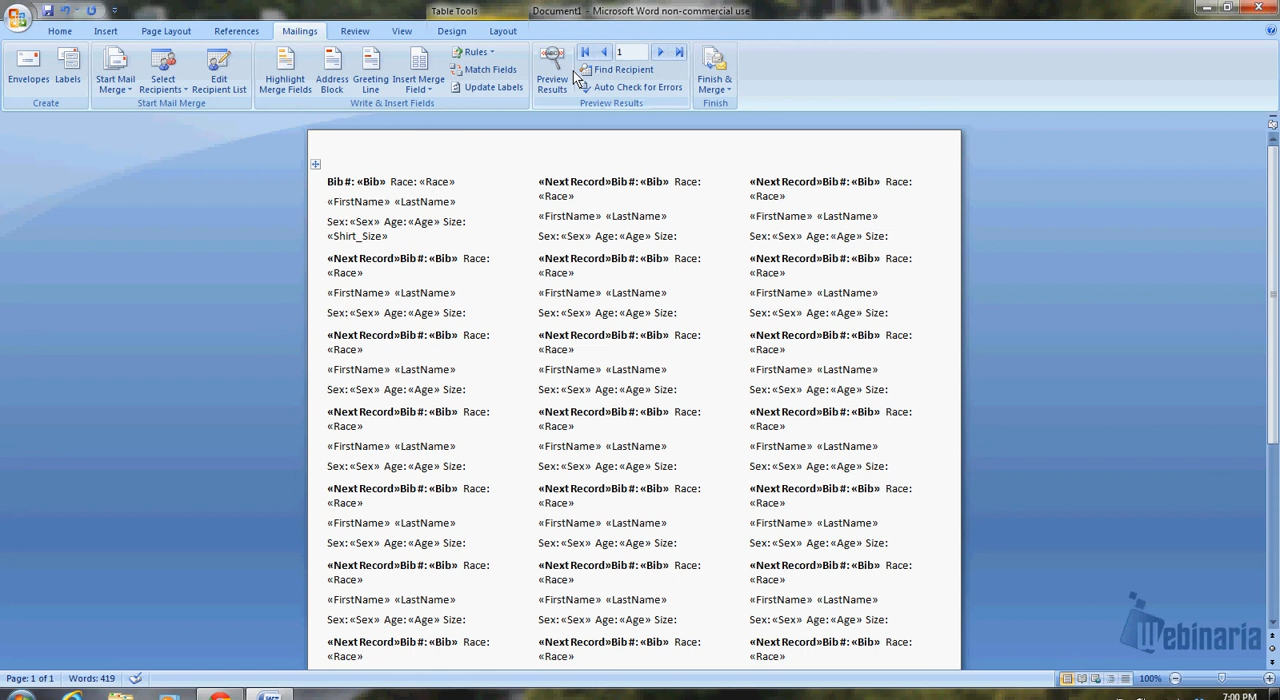 Table Tools
Document1 - Microsoft Word non-commercial use
Home Insert Page Layout References Mailings Review View Design Layout
Envelopes Labels
Create
Start Mail Merge Select Recipients Edit Recipient List
Start Mail Merge
Highlight Merge Fields Address Block Greeting Line Insert Merge Field
Rules
Match Fields
Update Labels
Write & Insert Fields
Preview Results
1
Find Recipient
Auto Check for Errors
Preview Results
Finish & Merge
Finish
Bib #: «Bib» Race: «Race»
«FirstName» «LastName»
Sex: «Sex» Age: «Age» Size:
«Shirt_Size»
«Next Record»Bib #: «Bib» Race:
«Race»
«FirstName» «LastName»
Sex: «Sex» Age: «Age» Size:
«Next Record»Bib #: «Bib» Race:
«Race»
«FirstName» «LastName»
Sex: «Sex» Age: «Age» Size:
«Next Record»Bib #: «Bib» Race:
«Race»
«FirstName» «LastName»
Sex: «Sex» Age: «Age» Size:
«Next Record»Bib #: «Bib» Race:
«Race»
«FirstName» «LastName»
Sex: «Sex» Age: «Age» Size:
«Next Record»Bib #: «Bib» Race:
«Race»
«FirstName» «LastName»
Sex: «Sex» Age: «Age» Size:
«Next Record»Bib #: «Bib» Race:
«Race»
«FirstName» «LastName»
Sex: «Sex» Age: «Age» Size:
«Next Record»Bib #: «Bib» Race:
«Race»
«FirstName» «LastName»
Sex: «Sex» Age: «Age» Size:
«Next Record»Bib #: «Bib» Race:
«Race»
«FirstName» «LastName»
Sex: «Sex» Age: «Age» Size:
«Next Record»Bib #: «Bib» Race:
«Race»
«FirstName» «LastName»
Sex: «Sex» Age: «Age» Size:
«Next Record»Bib #: «Bib» Race:
«Race»
«FirstName» «LastName»
Sex: «Sex» Age: «Age» Size:
«Next Record»Bib #: «Bib» Race:
«Race»
«FirstName» «LastName»
Sex: «Sex» Age: «Age» Size:
«Next Record»Bib #: «Bib» Race:
«Race»
«FirstName» «LastName»
Sex: «Sex» Age: «Age» Size:
«Next Record»Bib #: «Bib» Race:
«Race»
«FirstName» «LastName»
Sex: «Sex» Age: «Age» Size:
«Next Record»Bib #: «Bib» Race:
«Race»
«FirstName» «LastName»
Sex: «Sex» Age: «Age» Size:
«Next Record»Bib #: «Bib» Race:
«Race»
«FirstName» «LastName»
Sex: «Sex» Age: «Age» Size:
«Next Record»Bib #: «Bib» Race:
«Race»
«FirstName» «LastName»
Sex: «Sex» Age: «Age» Size:
«Next Record»Bib #: «Bib» Race:
«Race»
«FirstName» «LastName»
Sex: «Sex» Age: «Age» Size:
«Next Record»Bib #: «Bib» Race:
«Race»
«Next Record»Bib #: «Bib» Race:
«Race»
«Next Record»Bib #: «Bib» Race:
«Race»
Webinaria
Page: 1 of 1 Words: 419 100%
7:00 PM